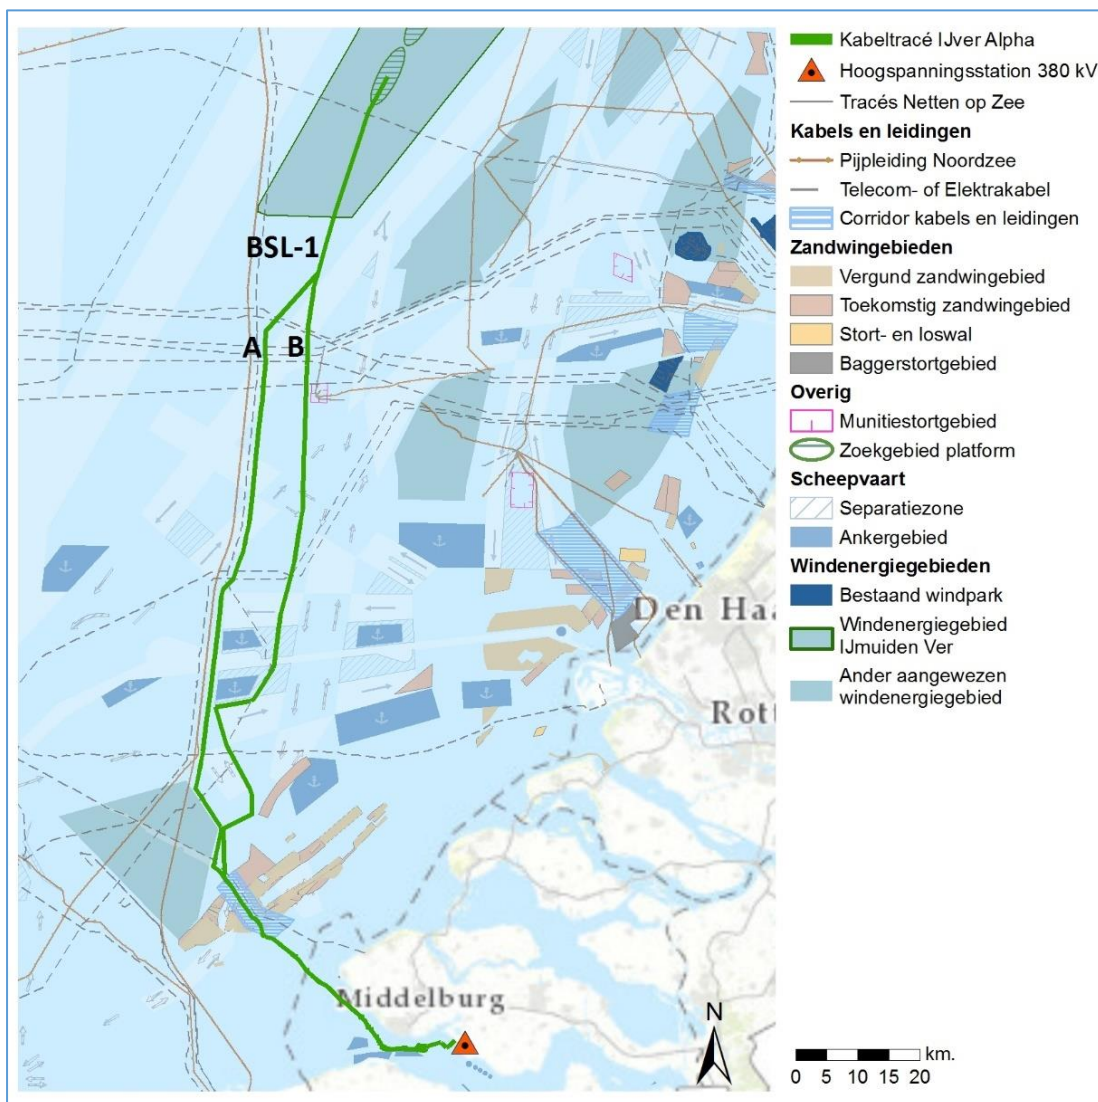 BSL-1
A
B
Den Haa
Rott
Middelburg
Kabeltracé IJver Alpha
Hoogspanningsstation 380 kV
Tracés Netten op Zee
Kabels en leidingen
Pijpleiding Noordzee
Telecom- of Elektrakabel
Corridor kabels en leidingen
Zandwingebieden
Vergund zandwingebied
Toekomstig zandwingebied
Stort- en loswal
Baggerstortgebied
Overig
Munitiestortgebied
Zoekgebied platform
Scheepvaart
Separatiezone
Ankergebied
Windenergiegebieden
Bestaand windpark
Windenergiegebied
IJmuiden Ver
Ander aangewezen
windenergiegebied
N
km.
0 5 10 15 20